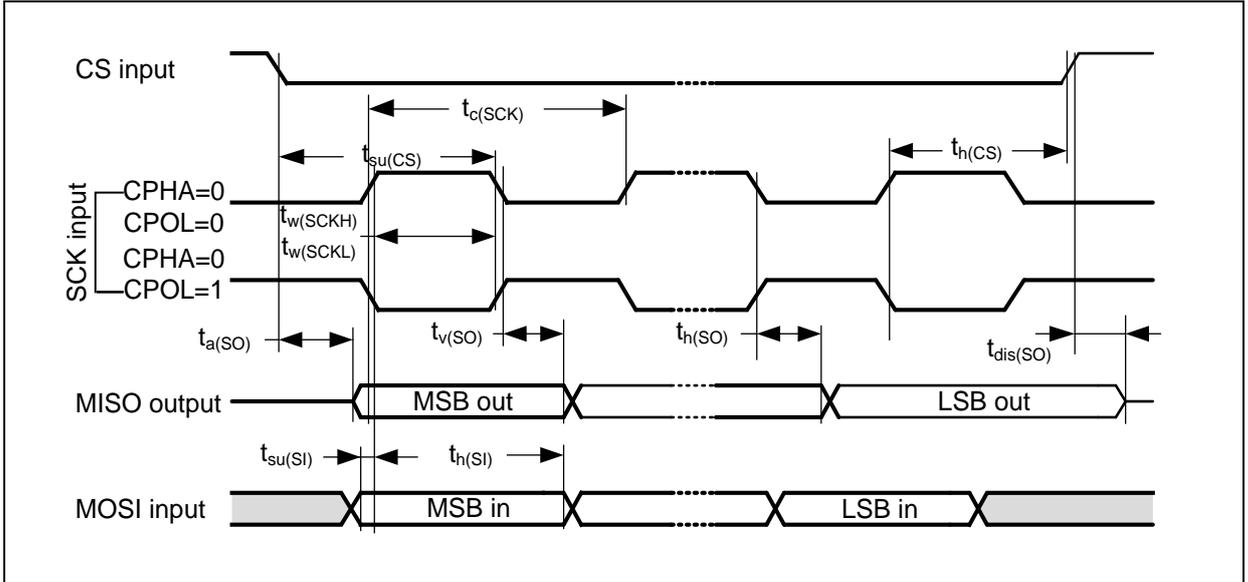 CS input
tc(SCK)
tsu(CS)
th(CS)
SCK input
CPHA=0
CPOL=0
CPHA=0
CPOL=1
tw(SCKH)
tw(SCKL)
ta(SO)
tv(SO)
th(SO)
tdis(SO)
MISO output
MSB out
LSB out
tsu(SI)
th(SI)
MOSI input
MSB in
LSB in